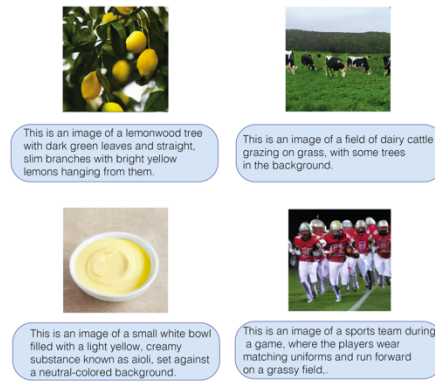 This is an image of a lemonwood tree
with dark green leaves and straight,
slim branches with bright yellow
lemons hanging from them.
This is an image of a field of dairy cattle
grazing on grass, with some trees
in the background.
This is an image of a small white bowl
filled with a light yellow, creamy
substance known as aioli, set against
a neutral-colored background.
This is an image of a sports team during
a game, where the players wear
matching uniforms and run forward
on a grassy field,.